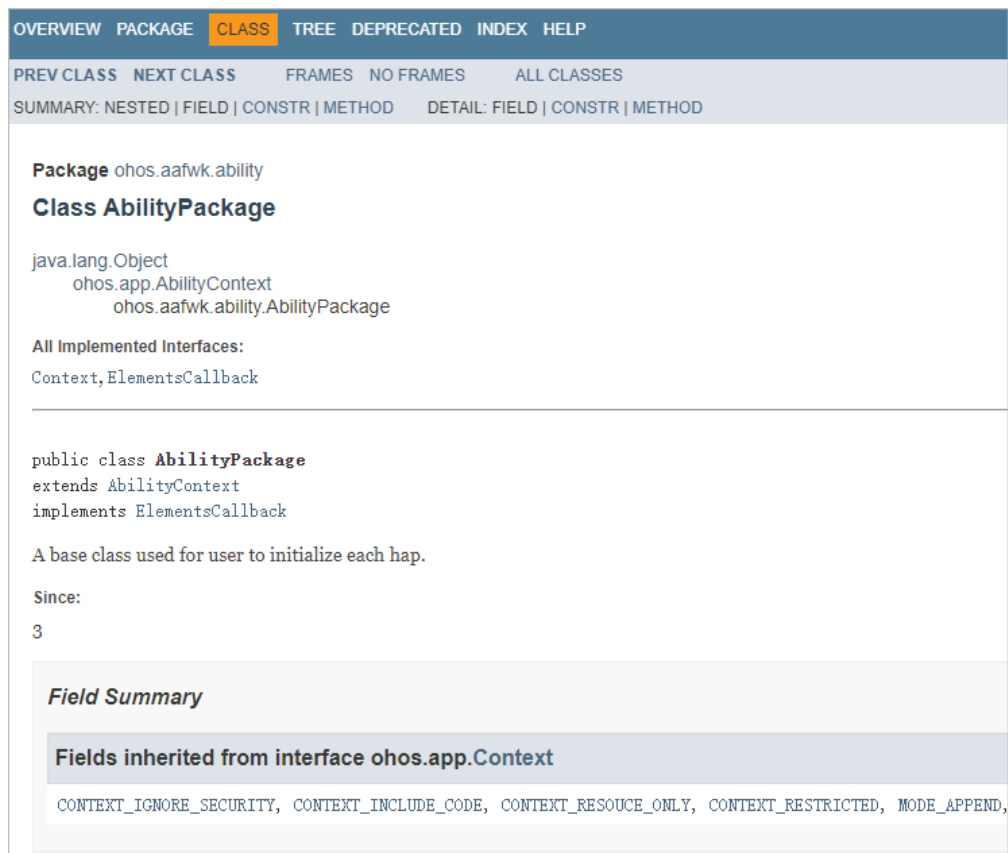 OVERVIEW PACKAGE CLASS TREE DEPRECATED INDEX HELP
PREV CLASS NEXT CLASS FRAMES NO FRAMES ALL CLASSES
SUMMARY: NESTED | FIELD | CONSTR | METHOD DETAIL: FIELD | CONSTR | METHOD
Package ohos.aafwk.ability
Class AbilityPackage
java.lang.Object
ohos.app.AbilityContext
ohos.aafwk.ability.AbilityPackage
All Implemented Interfaces:
Context, ElementsCallback
public class AbilityPackage
extends AbilityContext
implements ElementsCallback
A base class used for user to initialize each hap.
Since:
3
Field Summary
Fields inherited from interface ohos.app.Context
CONTEXT_IGNORE_SECURITY, CONTEXT_INCLUDE_CODE, CONTEXT_RESOUCE_ONLY, CONTEXT_RESTRICTED, MODE_APPEND,